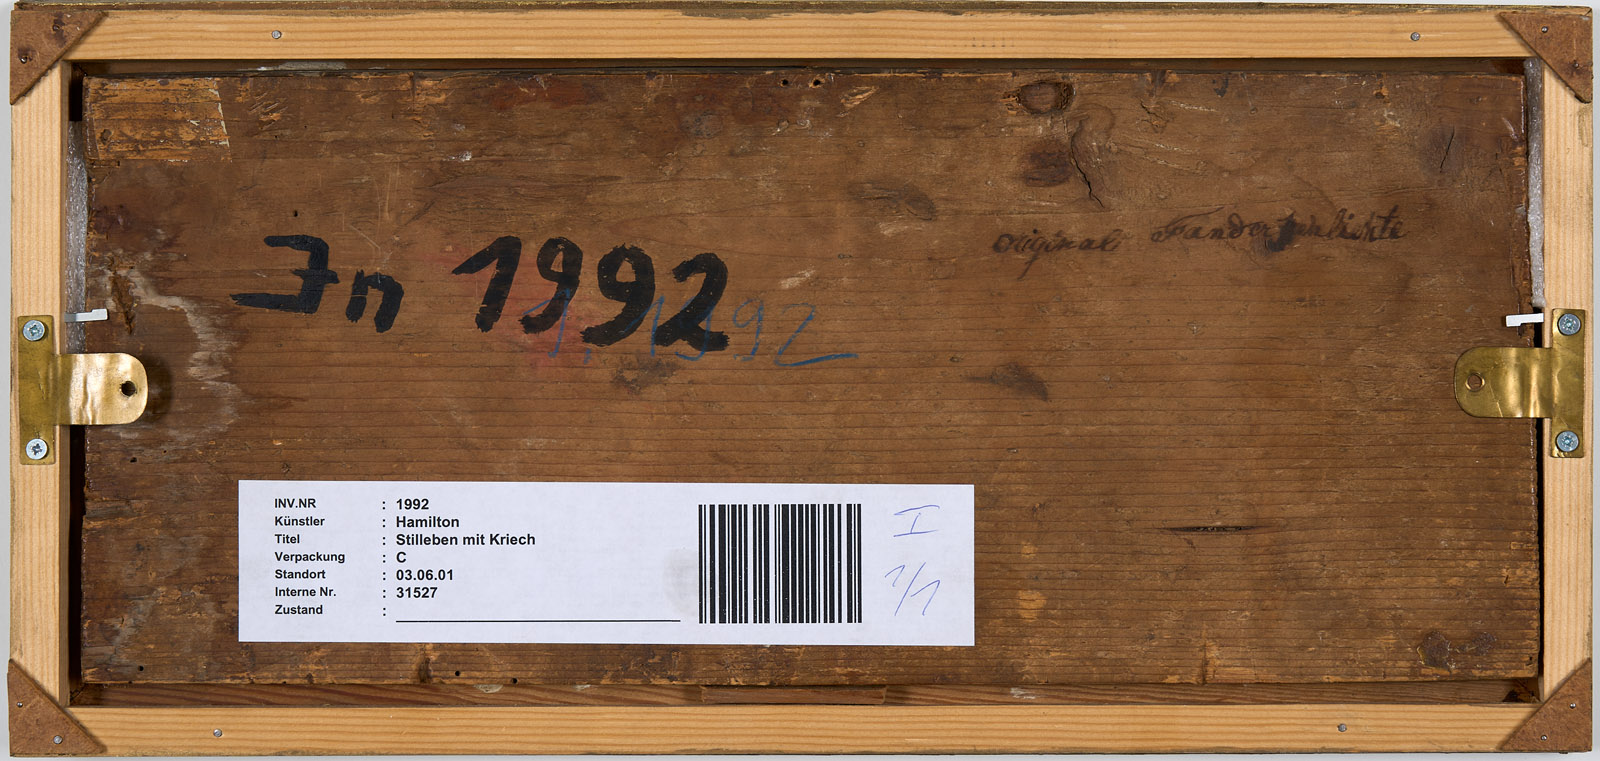 original
Jn 1992
1992
INV.NR : 1992
Künstler : Hamilton
Titel : Stilleben mit Kriech
Verpackung : C
Standort : 03.06.01
Interne Nr. : 31527
Zustand :
I
1/1